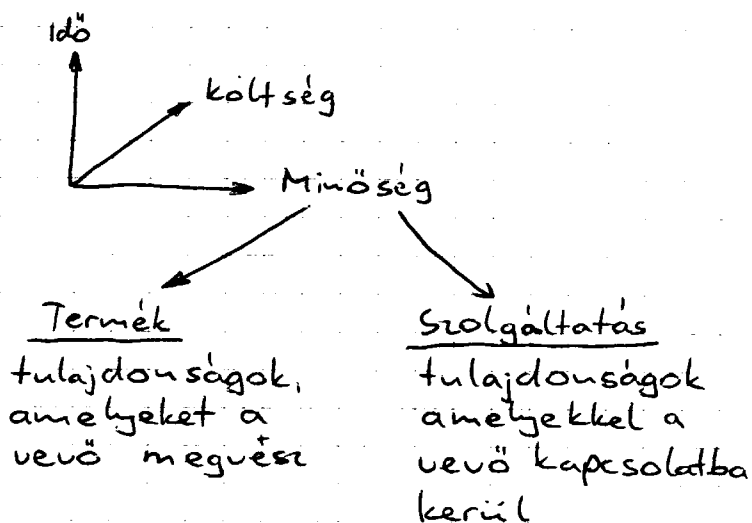 Idő
költség
Minőség
Termék
tulajdonságok,
amelyeket a
vevő megvész
Szolgáltatás
tulajdonságok
amelyekkel a
vevő kapcsolatba
kerül